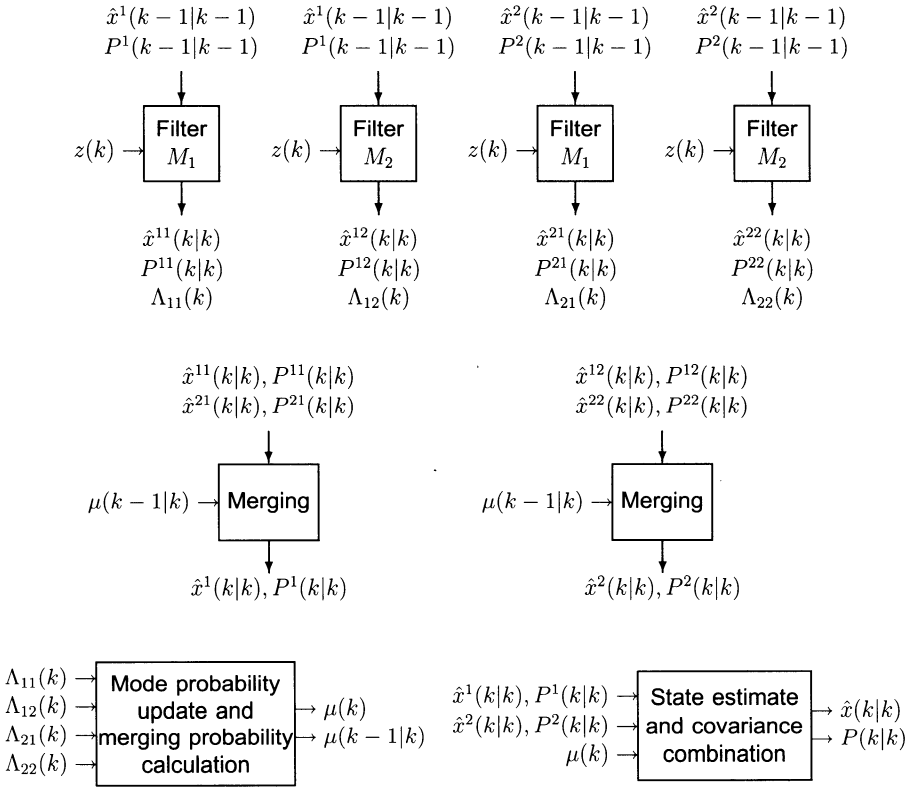 x̂¹(k−1|k−1) x̂¹(k−1|k−1) x̂²(k−1|k−1) x̂²(k−1|k−1)
P¹(k−1|k−1) P¹(k−1|k−1) P²(k−1|k−1) P²(k−1|k−1)
Filter Filter Filter Filter
z(k) → M₁ z(k) → M₂ z(k) → M₁ z(k) → M₂
x̂¹¹(k|k) x̂¹²(k|k) x̂²¹(k|k) x̂²²(k|k)
P¹¹(k|k) P¹²(k|k) P²¹(k|k) P²²(k|k)
Λ₁₁(k) Λ₁₂(k) Λ₂₁(k) Λ₂₂(k)
x̂¹¹(k|k), P¹¹(k|k) x̂¹²(k|k), P¹²(k|k)
x̂²¹(k|k), P²¹(k|k) x̂²²(k|k), P²²(k|k)
μ(k−1|k) → Merging μ(k−1|k) → Merging
x̂¹(k|k), P¹(k|k) x̂²(k|k), P²(k|k)
Λ₁₁(k) →
Λ₁₂(k) →
Λ₂₁(k) →
Λ₂₂(k) →
Mode probability
update and
merging probability
calculation
→ μ(k)
→ μ(k−1|k)
x̂¹(k|k), P¹(k|k) →
x̂²(k|k), P²(k|k) →
μ(k) →
State estimate
and covariance
combination
→ x̂(k|k)
→ P(k|k)